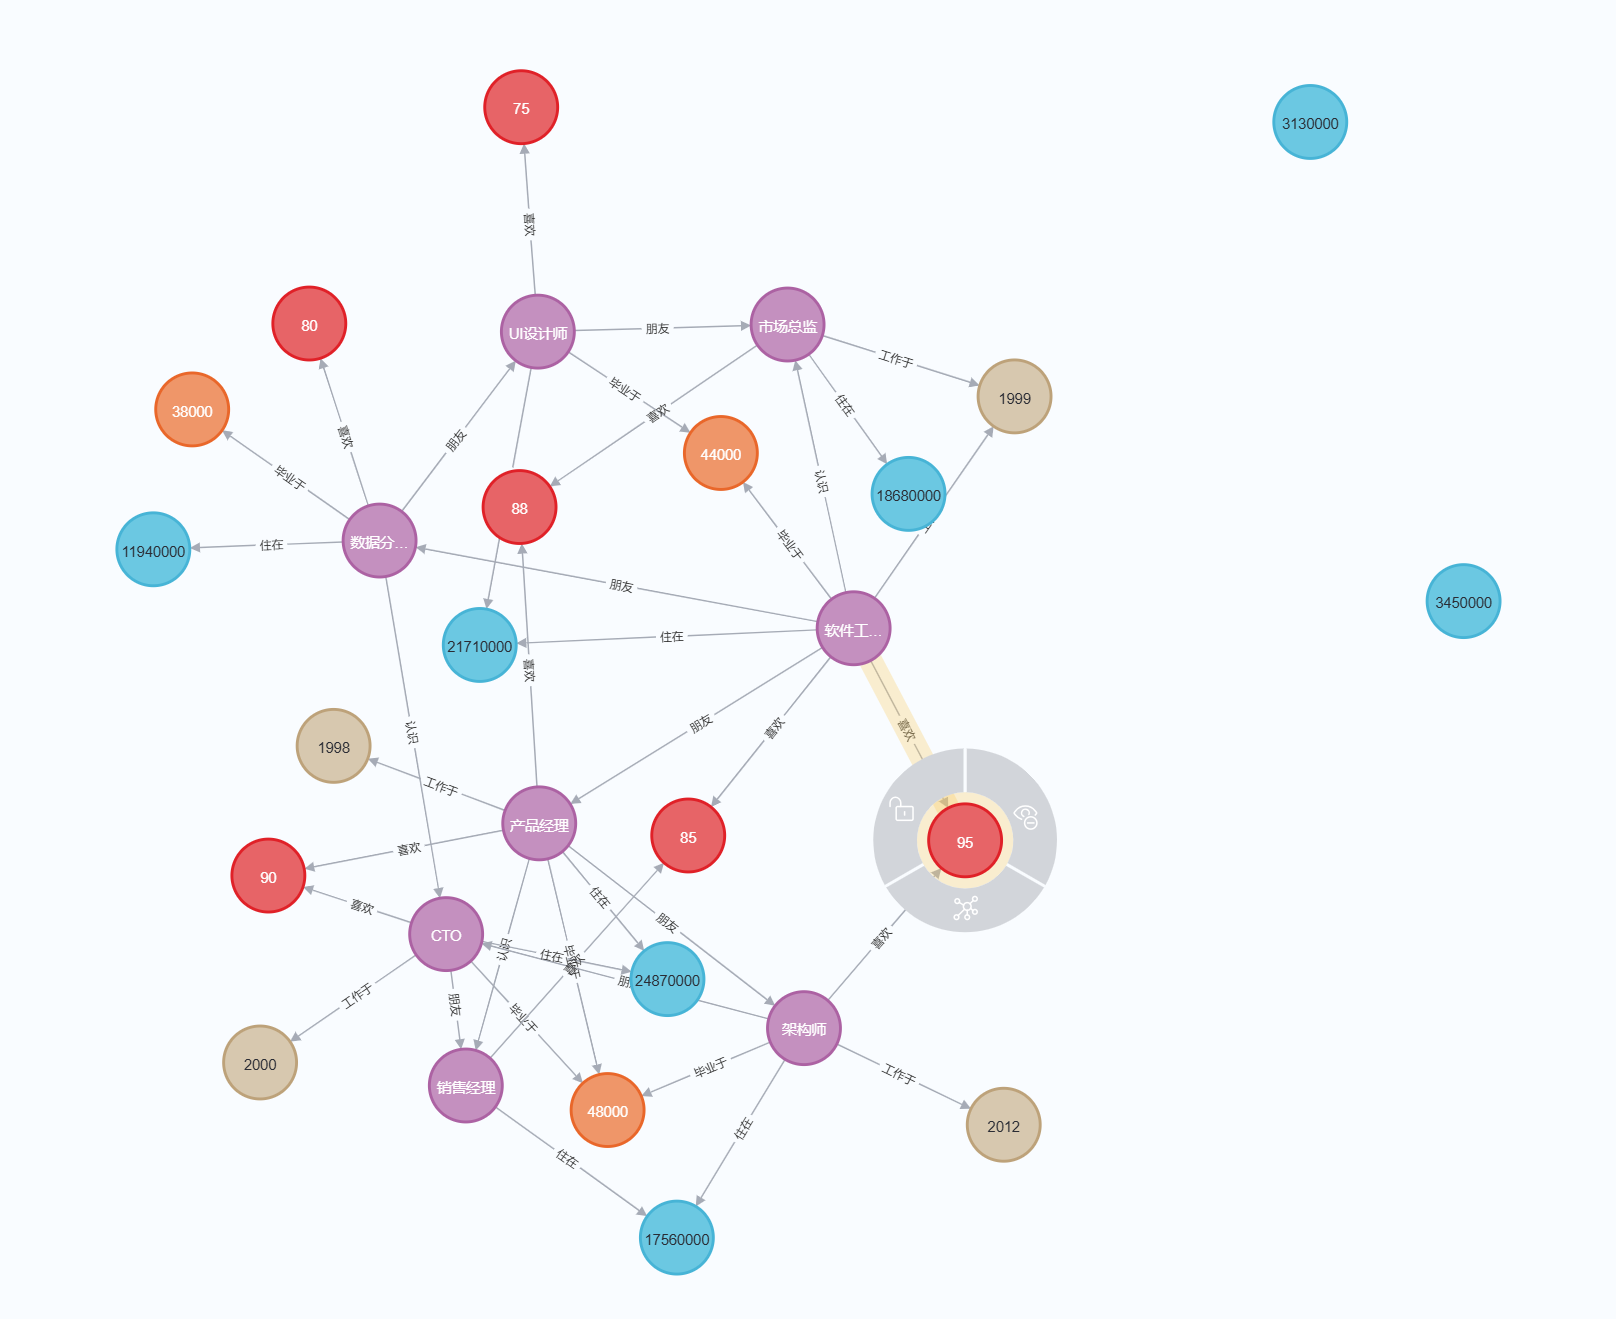 75
3130000
喜欢
80
UI设计师
朋友
市场总监
工作于
1999
38000
喜欢
毕业于
喜欢
住在
朋友
44000
毕业于
认识
18680000
88
数据分...
住在
11940000
毕业于
朋友
3450000
软件工...
住在
21710000
喜欢
认识
朋友
喜欢
喜欢
1998
工作于
产品经理
85
95
喜欢
90
住在
喜欢
朋友
CTO
喜欢
认识
住在
毕业于
喜欢
24870000
工作于
朋友
毕业于
架构师
2000
毕业于
工作于
销售经理
48000
住在
2012
住在
17560000